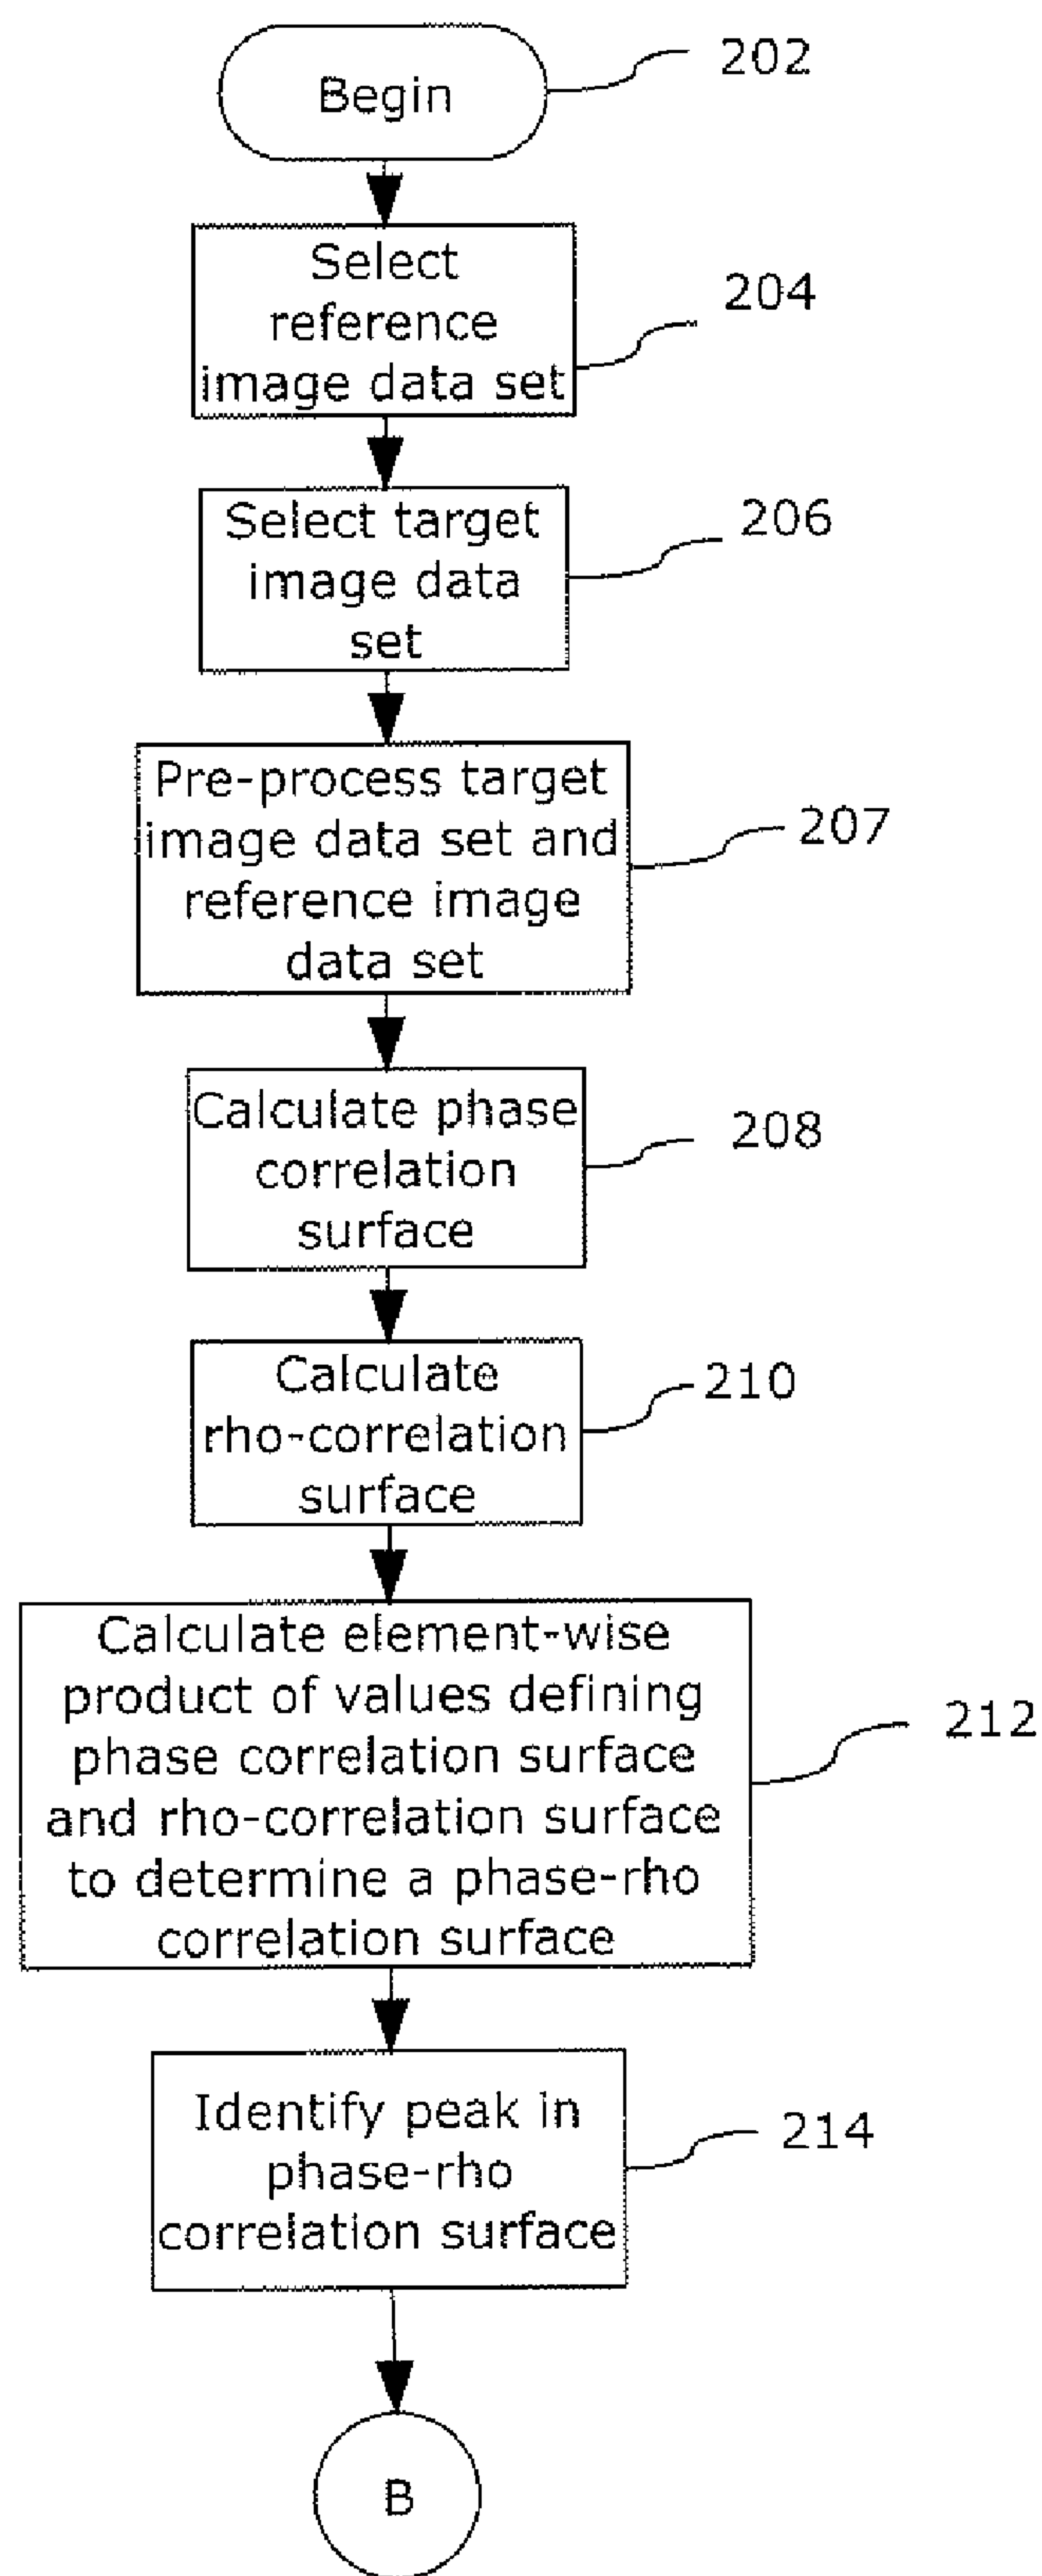 Begin
202
Select
reference
image data set
204
Select target
image data
set
206
Pre-process target
image data set and
reference image
data set
207
Calculate phase
correlation
surface
208
Calculate
rho-correlation
surface
210
Calculate element-wise
product of values defining
phase correlation surface
and rho-correlation surface
to determine a phase-rho
correlation surface
212
Identify peak in
phase-rho
correlation surface
214
B